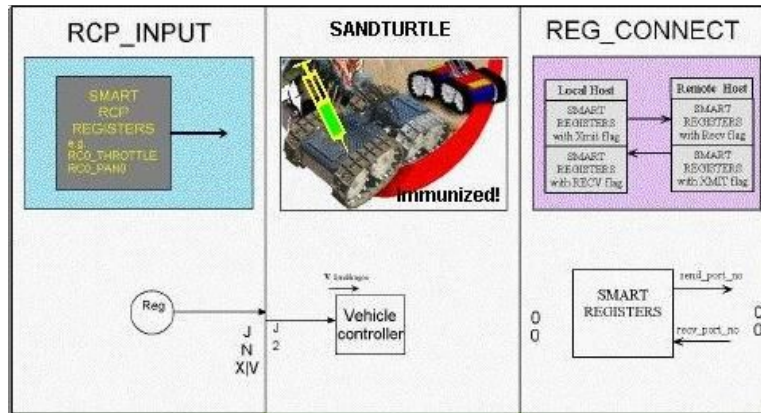 RCP_INPUT
SMART
RCP
REGISTERS
e.g.
RC0_THROTTLE
RC0_PAN0
Reg
J
N
X|V
SANDTURTLE
immunized!
J
2
Vehicle
controller
REG_CONNECT
Local Host
SMART
REGISTERS
with Xmit flag
SMART
REGISTERS
with RECV flag
Remote Host
SMART
REGISTERS
with Recv flag
SMART
REGISTERS
with XMIT flag
0
0
SMART
REGISTERS
send_port_no
recv_port_no